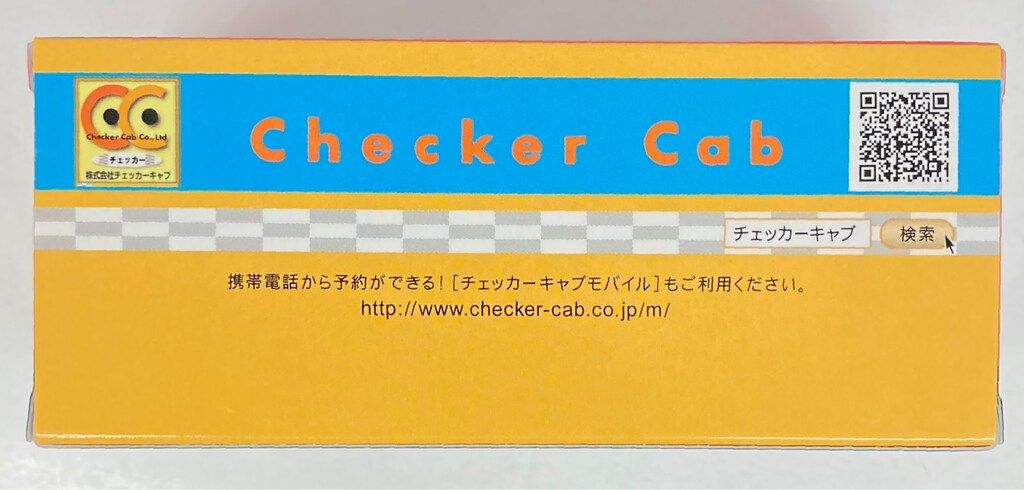 Checker Cab Co.,Ltd
チェッカー
株式会社チェッカーキャブ
Checker Cab
チェッカーキャブ 検索
携帯電話から予約ができる!［チェッカーキャブモバイル］もご利用ください。
http://www.checker-cab.co.jp/m/